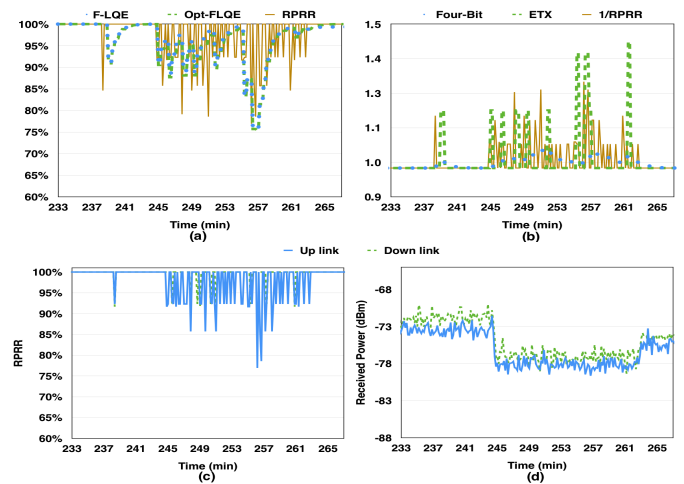 F-LQE Opt-FLQE RPRR
100%
95%
90%
85%
80%
75%
70%
65%
60%
233 237 241 245 249 253 257 261 265
Time (min)
(a)
Four-Bit ETX 1/RPRR
1.5
1.4
1.3
1.1
1.0
0.9
233 237 241 245 249 253 257 261 265
Time (min)
(b)
Up link Down link
RPRR
100%
95%
90%
85%
80%
75%
70%
65%
60%
233 237 241 245 249 253 257 261 265
Time (min)
(c)
Received Power (dBm)
-68
-73
-78
-83
-88
233 237 241 245 249 253 257 261 265
Time (min)
(d)